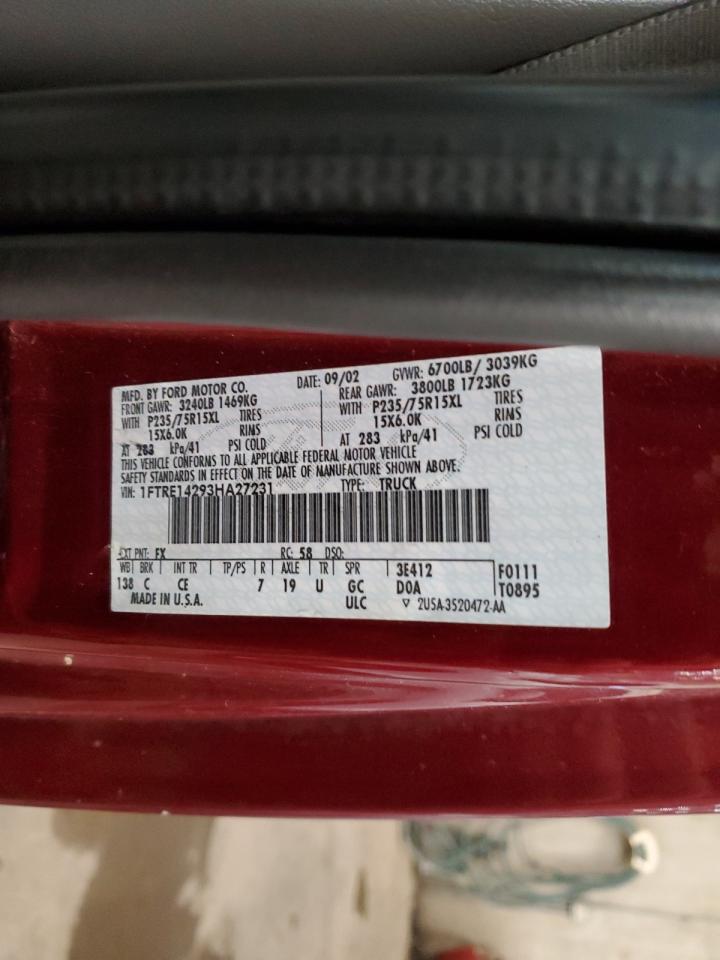 MFD. BY FORD MOTOR CO.
DATE: 09/02
GVWR: 6700LB/ 3039KG
FRONT GAWR: 3240LB 1469KG
REAR GAWR: 3800LB 1723KG
WITH P235/75R15XL TIRES
WITH P235/75R15XL TIRES
15X6.0K RINS
15X6.0K RINS
AT 283 kPa/41 PSI COLD
AT 283 kPa/41 PSI COLD
THIS VEHICLE CONFORMS TO ALL APPLICABLE FEDERAL MOTOR VEHICLE
SAFETY STANDARDS IN EFFECT ON THE DATE OF MANUFACTURE SHOWN ABOVE.
VIN: 1FTRE14293HA27231
TYPE: TRUCK
EXT PNT: FX RC: 58 DSO:
WB BRK INT TR TP/PS R AXLE TR SPR 3E412 F0111
138 C CE 7 19 U GC DOA T0895
MADE IN U.S.A. ULC ▽ 2U5A-3520472-AA